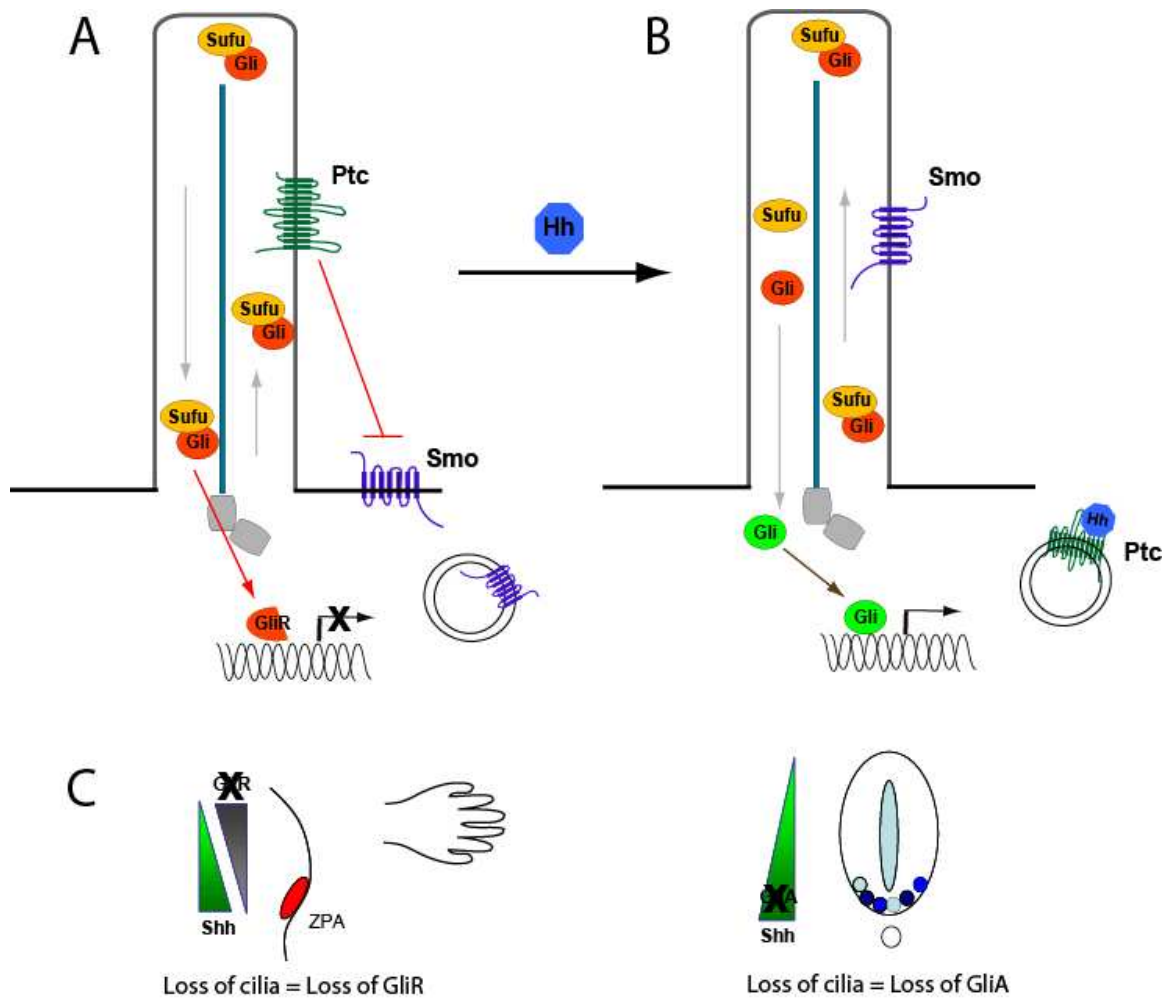 A
Sufu
Gli
Ptc
Sufu
Gli
Sufu
Gli
Smo
GliR
X
Hh
B
Sufu
Gli
Smo
Sufu
Gli
Sufu
Gli
Gli
Hh
Ptc
Gli
C
X
Shh
ZPA
Loss of cilia = Loss of GliR
X
Shh
Loss of cilia = Loss of GliA